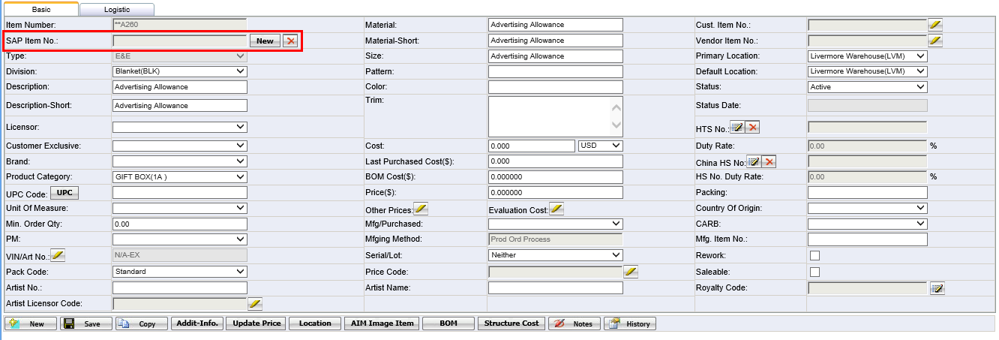 Basic Logistic
Item Number: **A260 Material: Advertising Allowance Cust. Item No.:
SAP Item No.: New Material-Short: Advertising Allowance Vendor Item No.:
Type: E&E Size: Advertising Allowance Primary Location: Livermore Warehouse(LVM)
Division: Blanket(BLK) Pattern: Default Location: Livermore Warehouse(LVM)
Description: Advertising Allowance Color: Status: Active
Description-Short: Advertising Allowance Trim: Status Date:
Licensor: HTS No.:
Customer Exclusive: Cost: 0.000 USD Duty Rate: 0.00 %
Brand: Last Purchased Cost($): 0.000 China HS No:
Product Category: GIFT BOX(1A ) BOM Cost($): 0.000000 HS No. Duty Rate: 0.00 %
UPC Code: UPC Price($): 0.000000 Packing:
Unit Of Measure: Other Prices: Evaluation Cost: Country Of Origin:
Min. Order Qty: 0.00 Mfg/Purchased: CARB:
PM: Mfging Method: Prod Ord Process Mfg. Item No.:
VIN/Art No.: N/A-EX Serial/Lot: Neither Rework:
Pack Code: Standard Price Code: Saleable:
Artist No.: Artist Name: Royalty Code:
Artist Licensor Code:
New Save Copy Addit-Info. Update Price Location AIM Image Item BOM Structure Cost Notes History